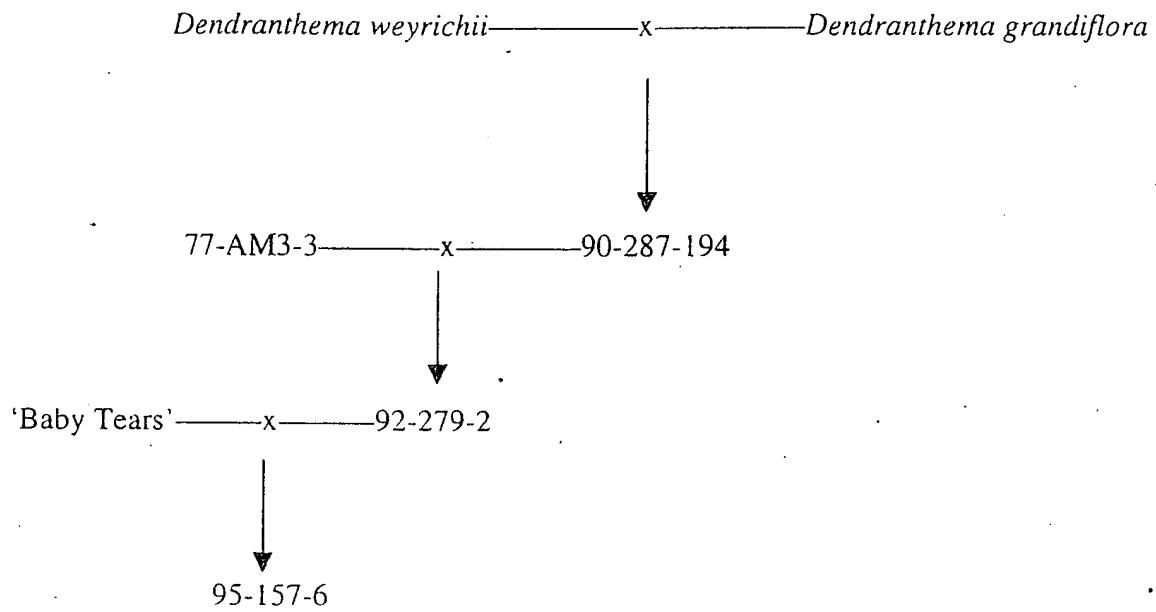 Dendranthema weyrichii x Dendranthema grandiflora
77-AM3-3 x 90-287-194
'Baby Tears' x 92-279-2
95-157-6